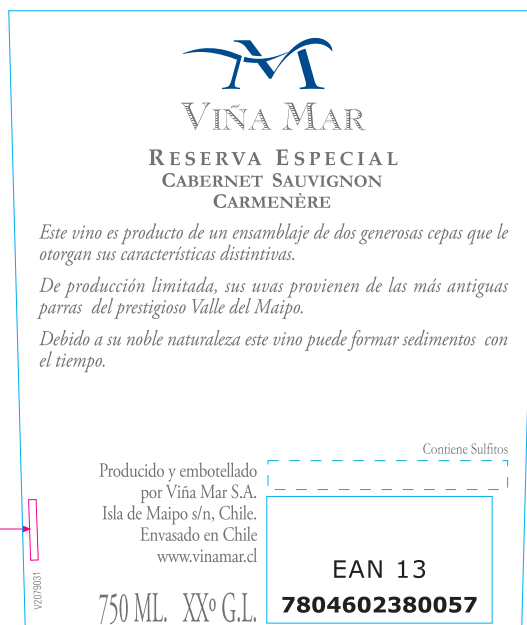 VIÑA MAR
RESERVA ESPECIAL
CABERNET SAUVIGNON
CARMENÈRE
Este vino es producto de un ensamblaje de dos generosas cepas que le
otorgan sus características distintivas.
De producción limitada, sus uvas provienen de las más antiguas
parras del prestigioso Valle del Maipo.
Debido a su noble naturaleza este vino puede formar sedimentos con
el tiempo.
Contiene Sulfitos
Producido y embotellado
por Viña Mar S.A.
Isla de Maipo s/n, Chile.
Envasado en Chile
www.vinamar.cl
750 ML. XXº G.L.
EAN 13
7804602380057
V2079031